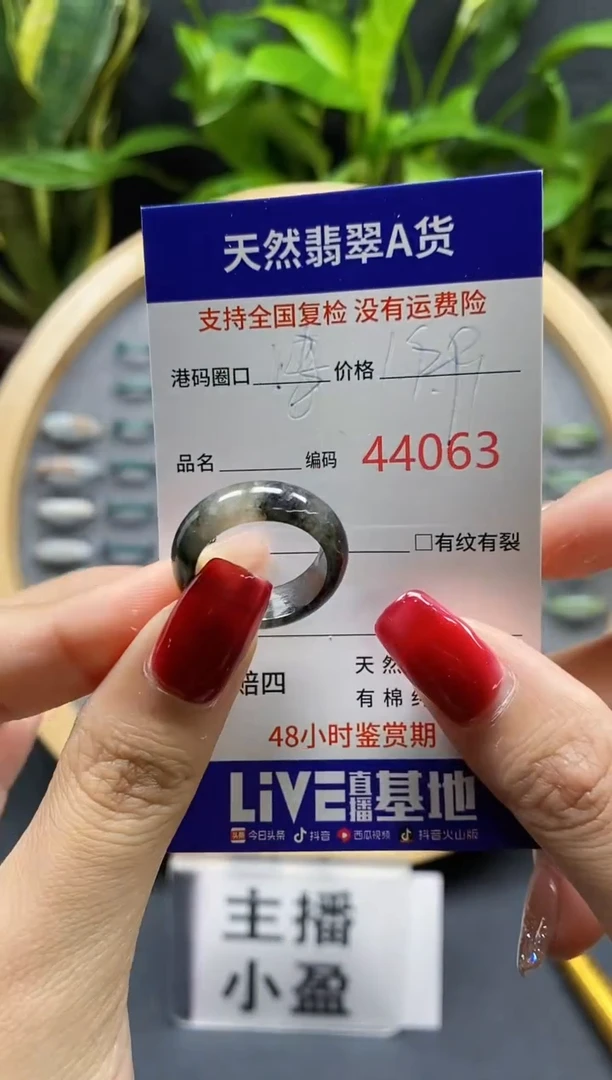 天然翡翠A货
支持全国复检 没有运费险
港码圈口 价格
品名 编码 44063
□有纹有裂
赔四
天然
有棉
48小时鉴赏期
LiVE直播基地
今日头条 抖音 西瓜视频 抖音火山版
主播
小盈